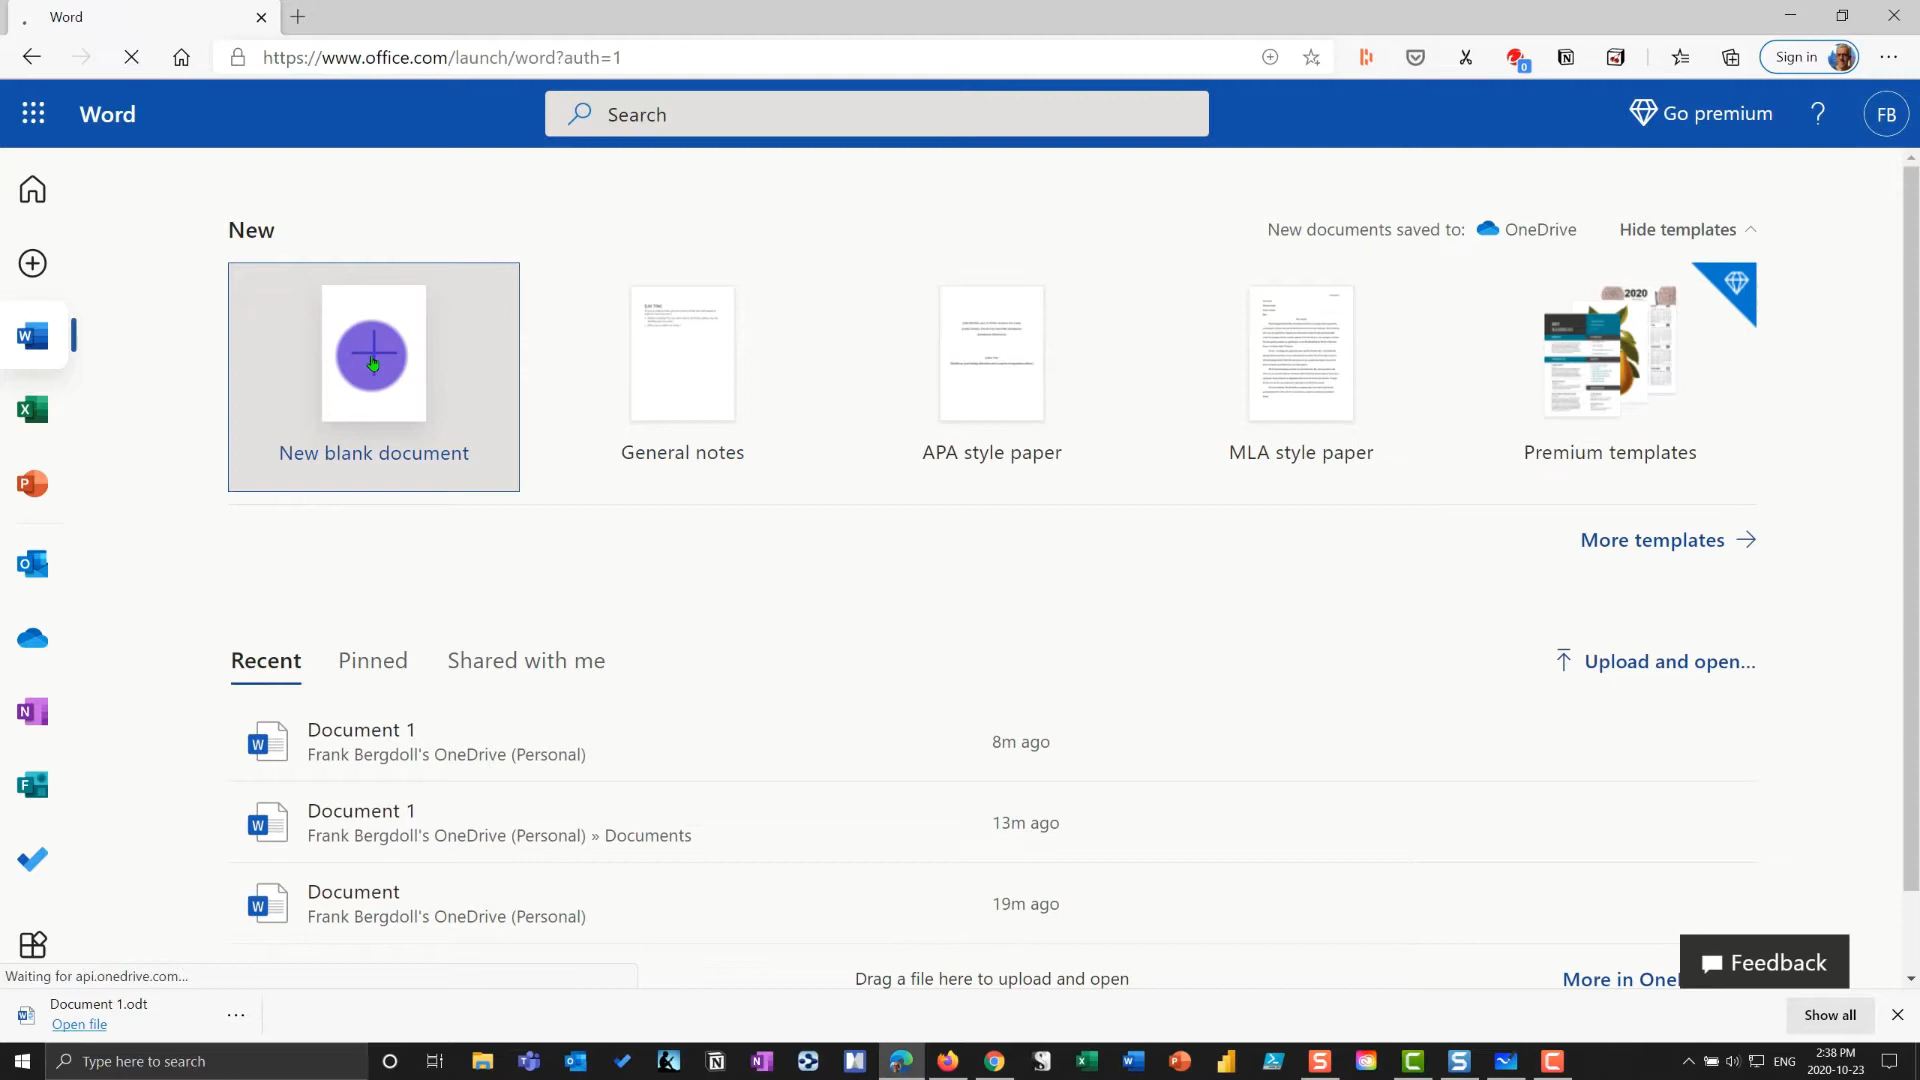 Word
https://www.office.com/launch/word?auth=1
0
Sign in
Word
Search
Go premium
?
FB
New
New documents saved to: OneDrive
Hide templates
New blank document
General notes
APA style paper
MLA style paper
2020
Premium templates
More templates
Recent
Pinned
Shared with me
Upload and open...
Document 1
Frank Bergdoll's OneDrive (Personal)
8m ago
Document 1
Frank Bergdoll's OneDrive (Personal) » Documents
13m ago
Document
Frank Bergdoll's OneDrive (Personal)
19m ago
Feedback
Waiting for api.onedrive.com...
Drag a file here to upload and open
More in One
Document 1.odt
Open file
Show all
Type here to search
ENG
2:38 PM
2020-10-23